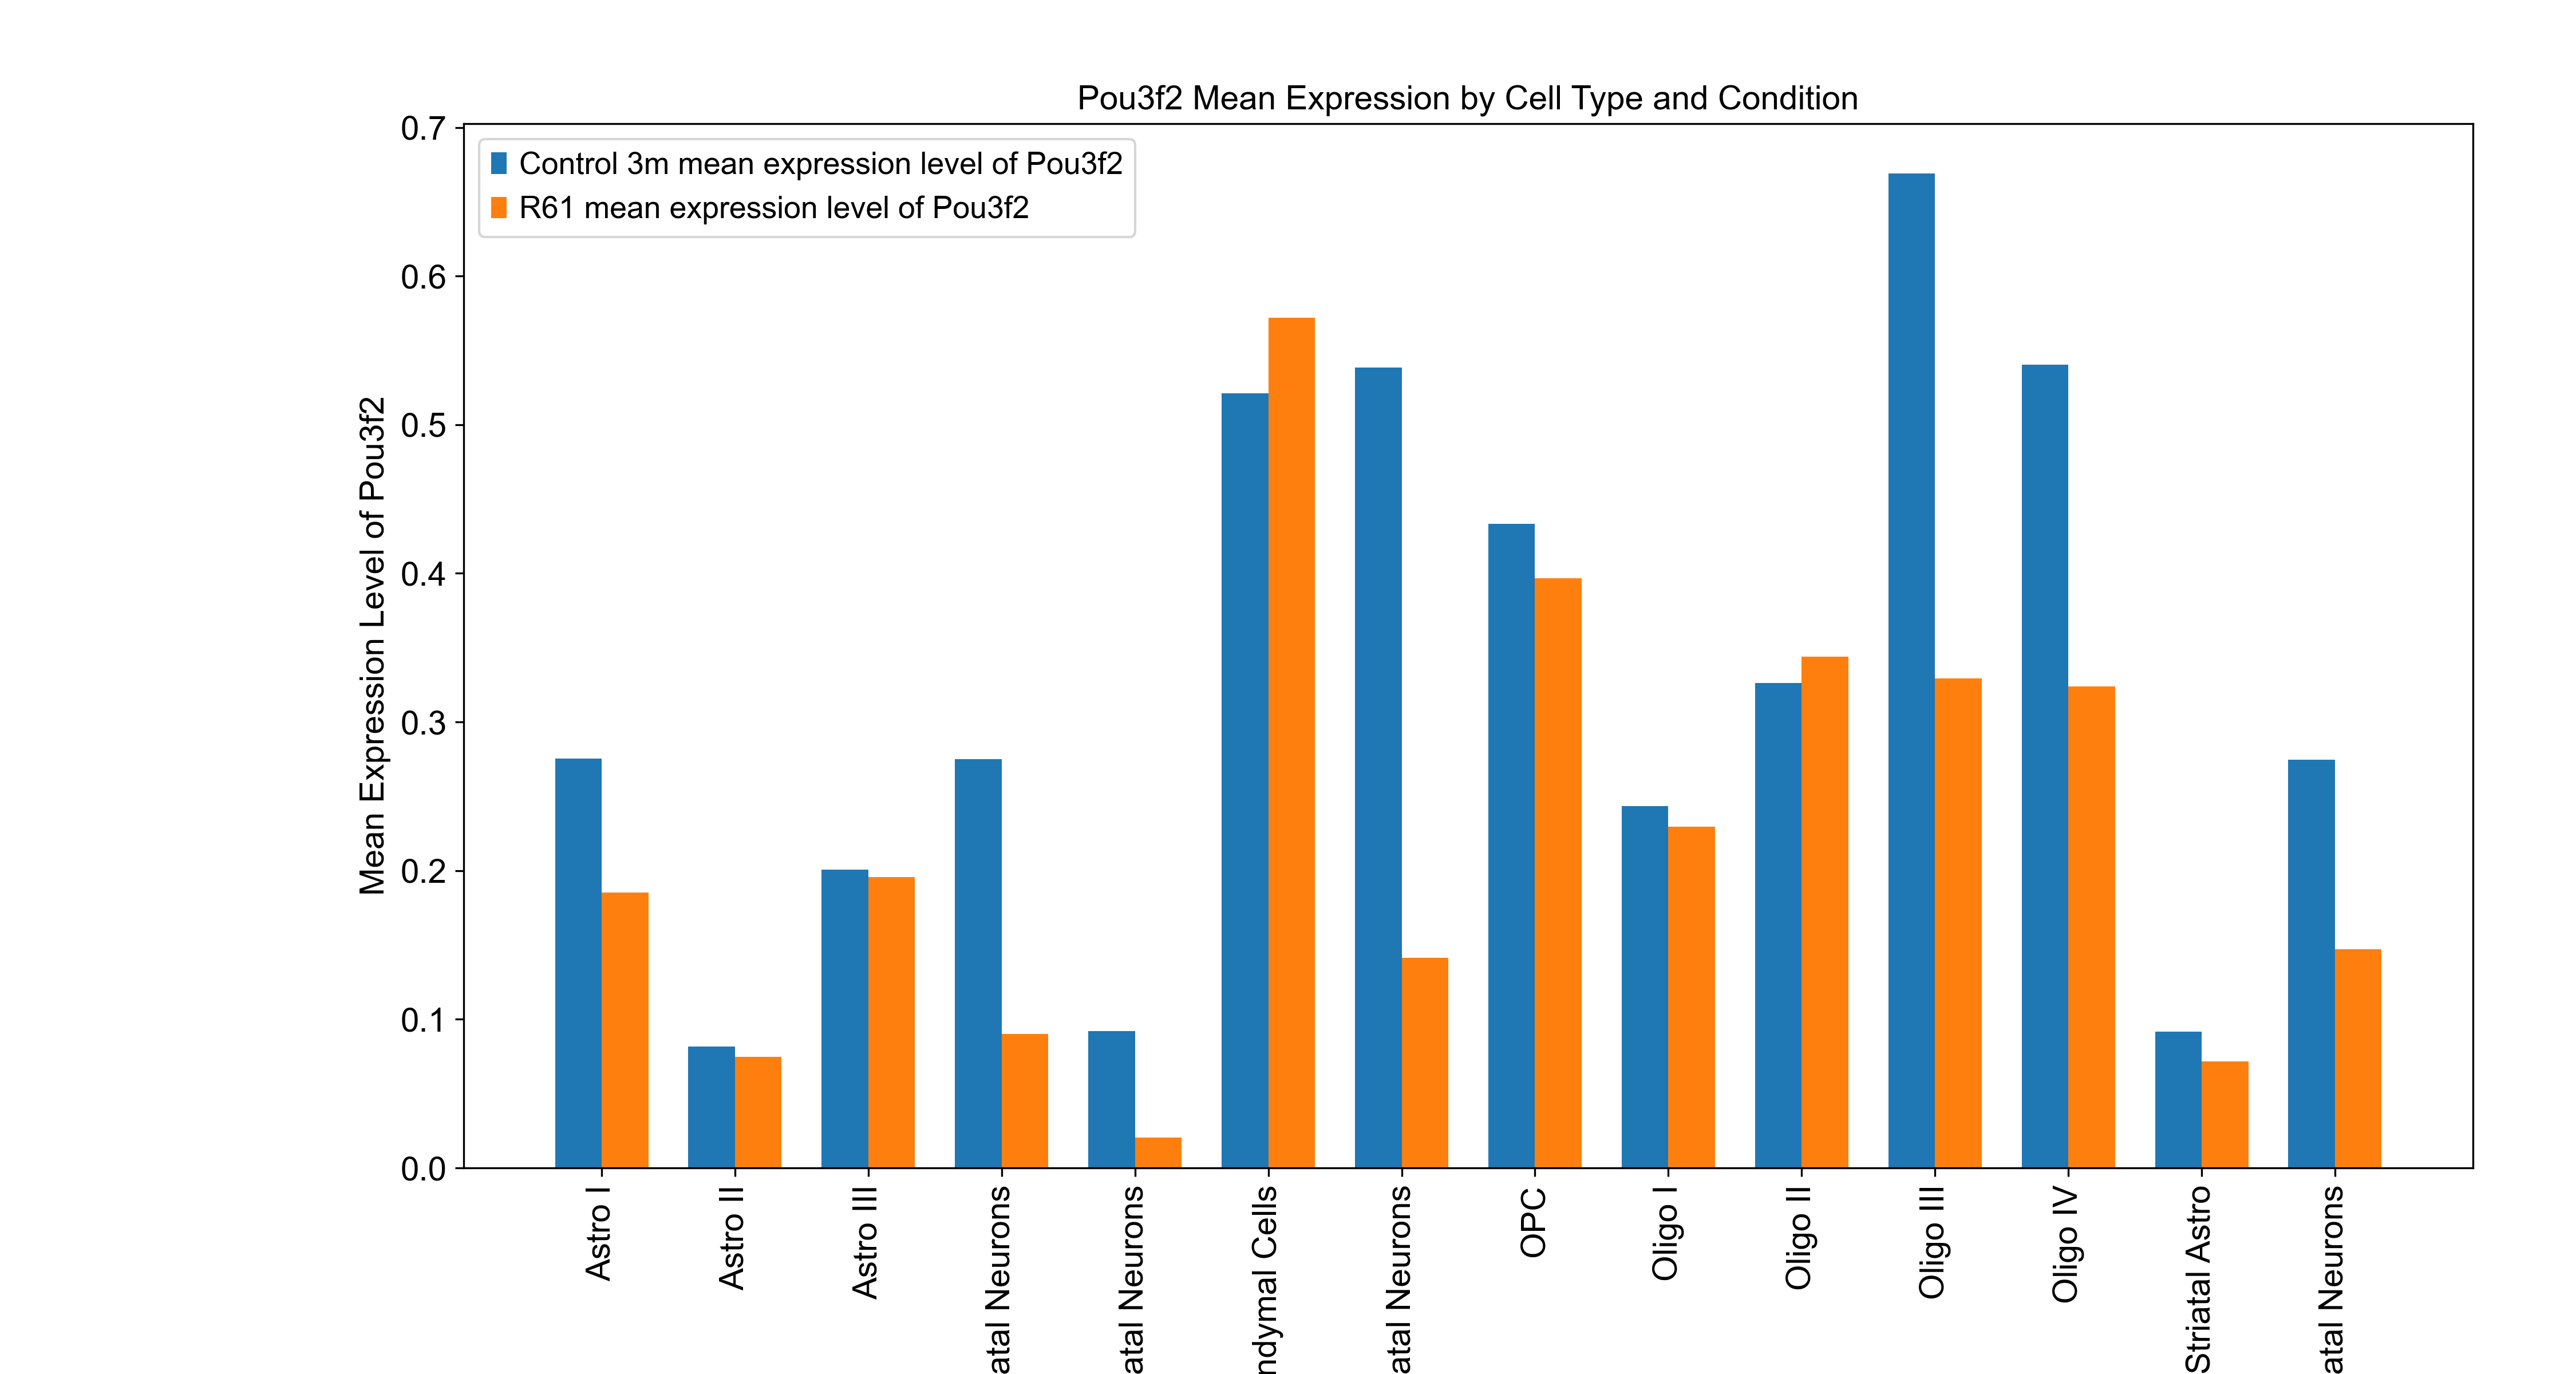 Pou3f2 Mean Expression by Cell Type and Condition
Control 3m mean expression level of Pou3f2
R61 mean expression level of Pou3f2
Mean Expression Level of Pou3f2
0.7
0.6
0.5
0.4
0.3
0.2
0.1
0.0
Astro I
Astro II
Astro III
atal Neurons
atal Neurons
ndymal Cells
atal Neurons
OPC
Oligo I
Oligo II
Oligo III
Oligo IV
Striatal Astro
atal Neurons